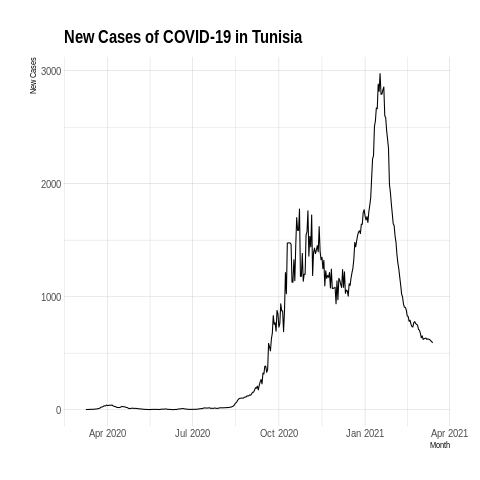 New Cases of COVID-19 in Tunisia
New Cases
3000
2000
1000
0
Apr 2020
Jul 2020
Oct 2020
Jan 2021
Apr 2021
Month